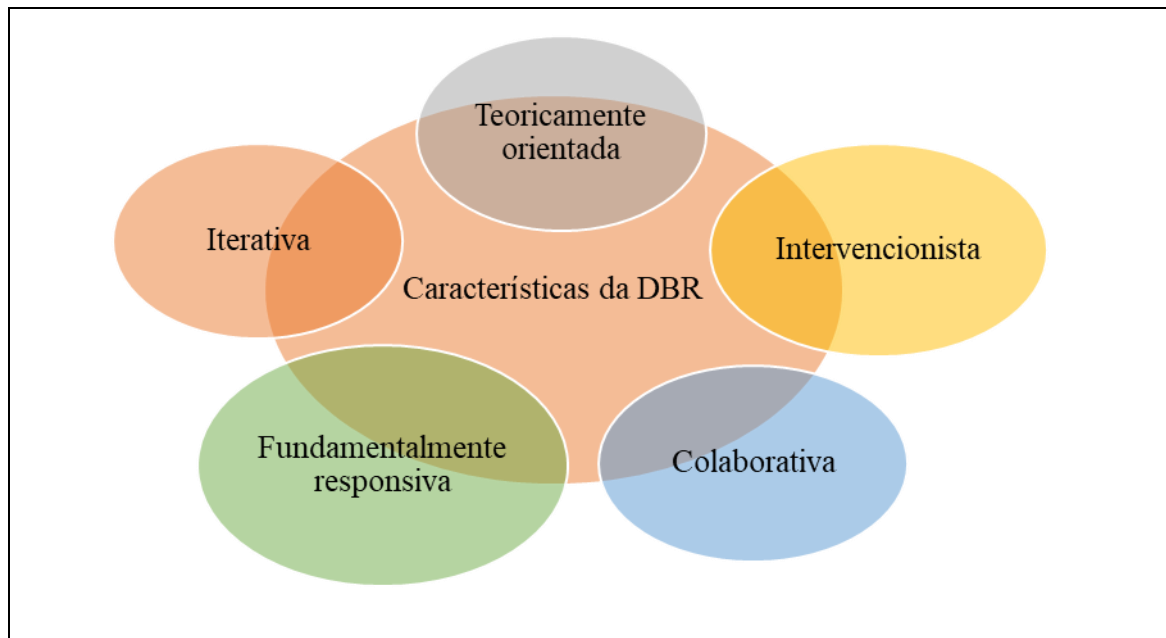 Teoricamente
orientada
Iterativa
Intervencionista
Características da DBR
Fundamentalmente
responsiva
Colaborativa